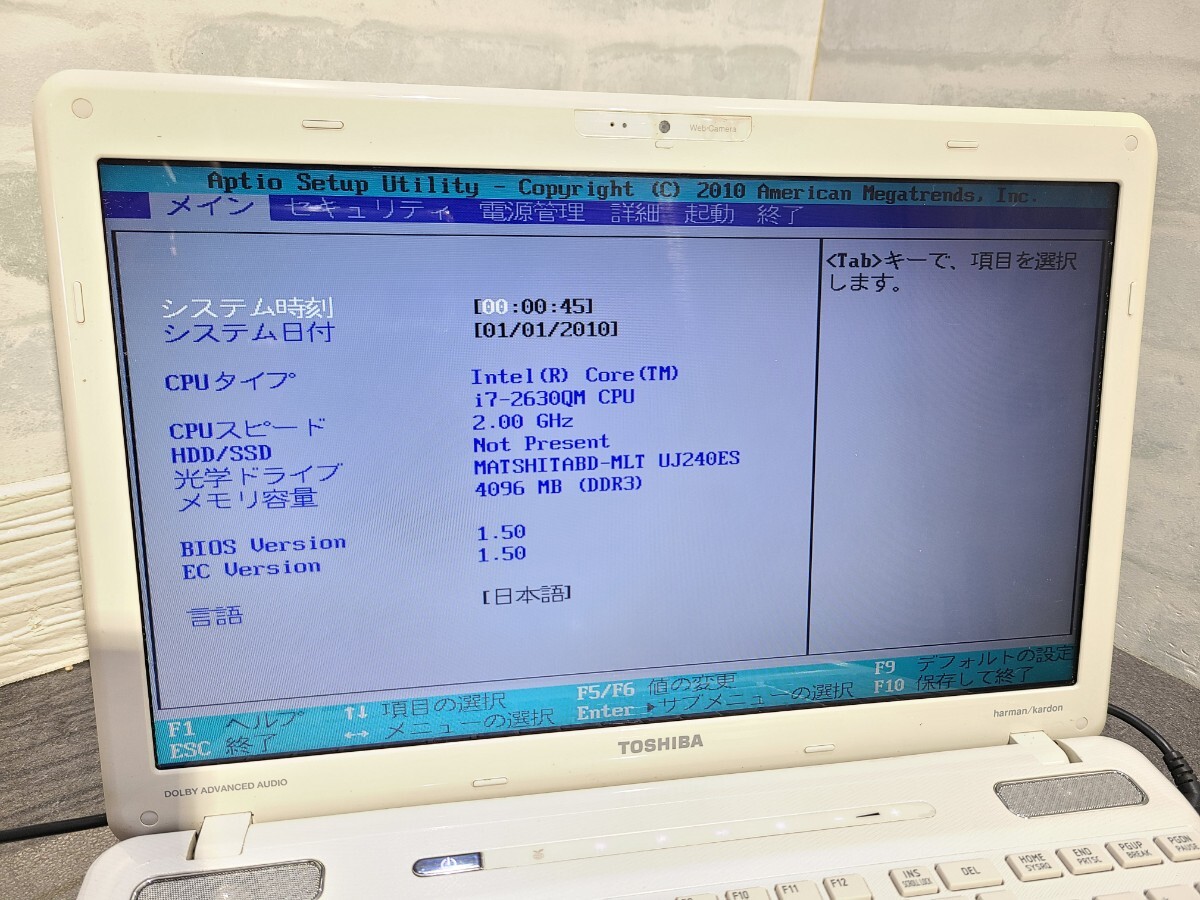 Web Camera
Aptio Setup Utility - Copyright (C) 2010 American Megatrends, Inc.
メイン セキュリティ 電源管理 詳細 起動 終了
システム時刻 [00:00:45]
システム日付 [01/01/2010]
CPUタイプ Intel(R) Core(TM)
i7-2630QM CPU
CPUスピード 2.00 GHz
HDD/SSD Not Present
光学ドライブ MATSHITABD-MLT UJ240ES
メモリ容量 4096 MB (DDR3)
BIOS Version 1.50
EC Version 1.50
言語 [日本語]
<Tab>キーで、項目を選択
します。
F1 ヘルプ ↑↓ 項目の選択 F5/F6 値の変更 F9 デフォルトの設定
ESC 終了 ←→ メニューの選択 Enter ▶サブメニューの選択 F10 保存して終了
harman/kardon
TOSHIBA
DOLBY ADVANCED AUDIO
F10 F11 F12 INS SCROLL LOCK DEL HOME SYSRQ END PRTSC PGUP BREAK PGDN PAUSE